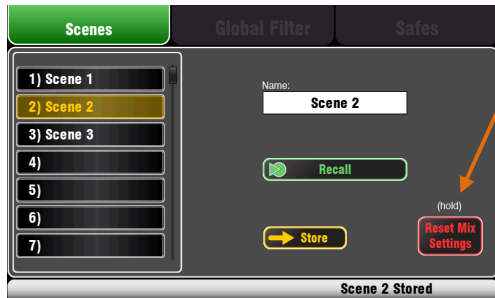 Scenes
Global Filter
Safes
1) Scene 1
2) Scene 2
3) Scene 3
4)
5)
6)
7)
Name:
Scene 2
Recall
Store
(hold)
Reset Mix
Settings
Scene 2 Stored